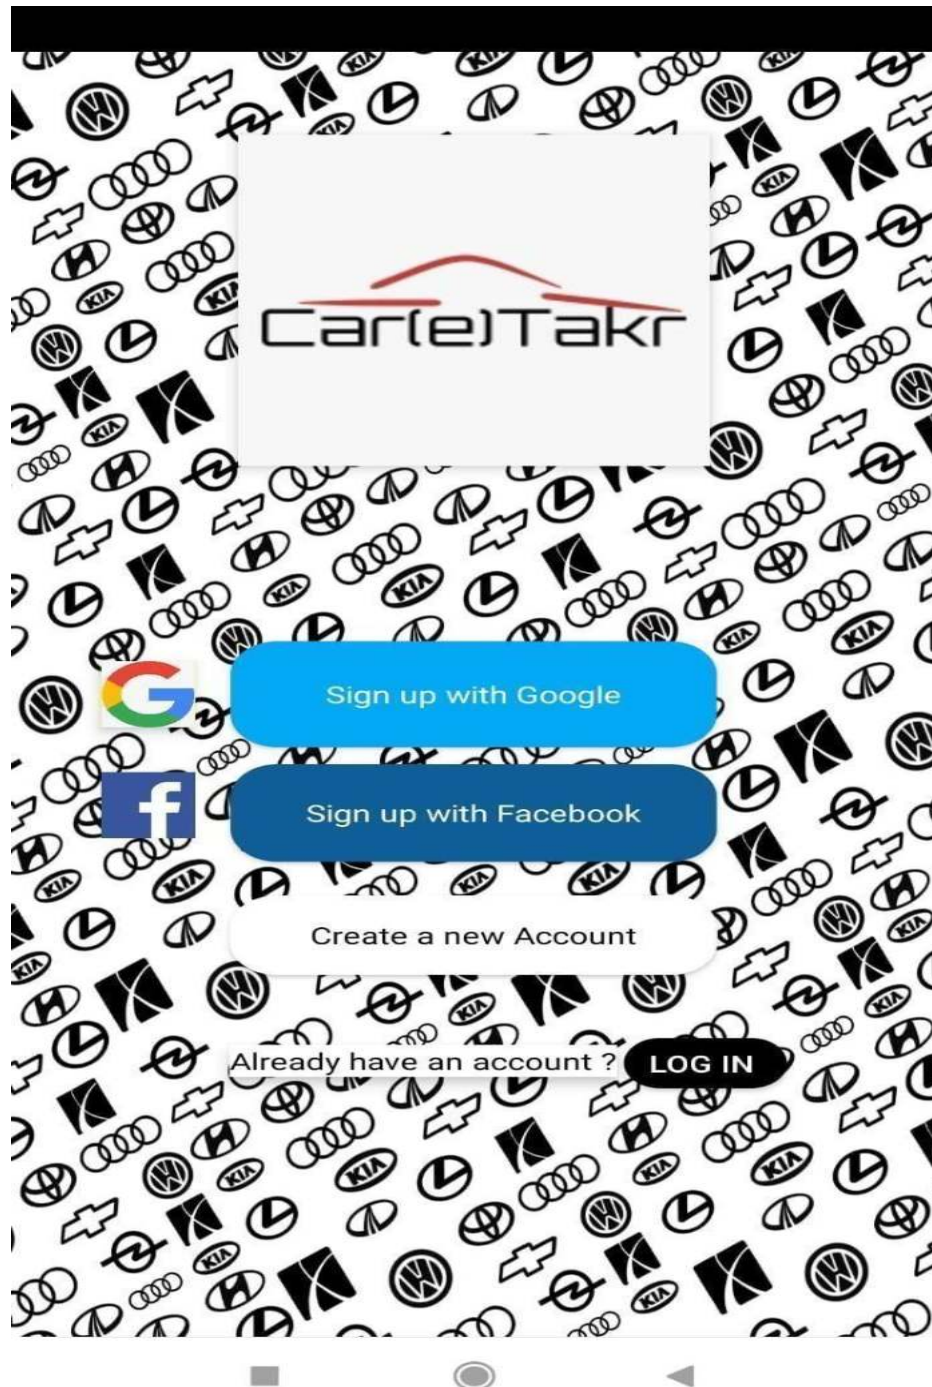 Car(e)Takr
Sign up with Google
Sign up with Facebook
Create a new Account
Already have an account ? LOG IN
KIA